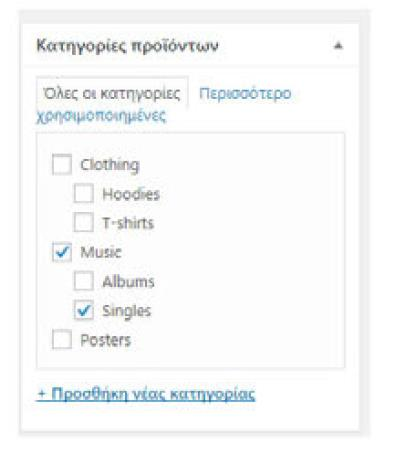 Κατηγορίες προϊόντων
Όλες οι κατηγορίες Περισσότερο
χρησιμοποιημένες
Clothing
Hoodies
T-shirts
Music
Albums
Singles
Posters
+ Προσθήκη νέας κατηγορίας